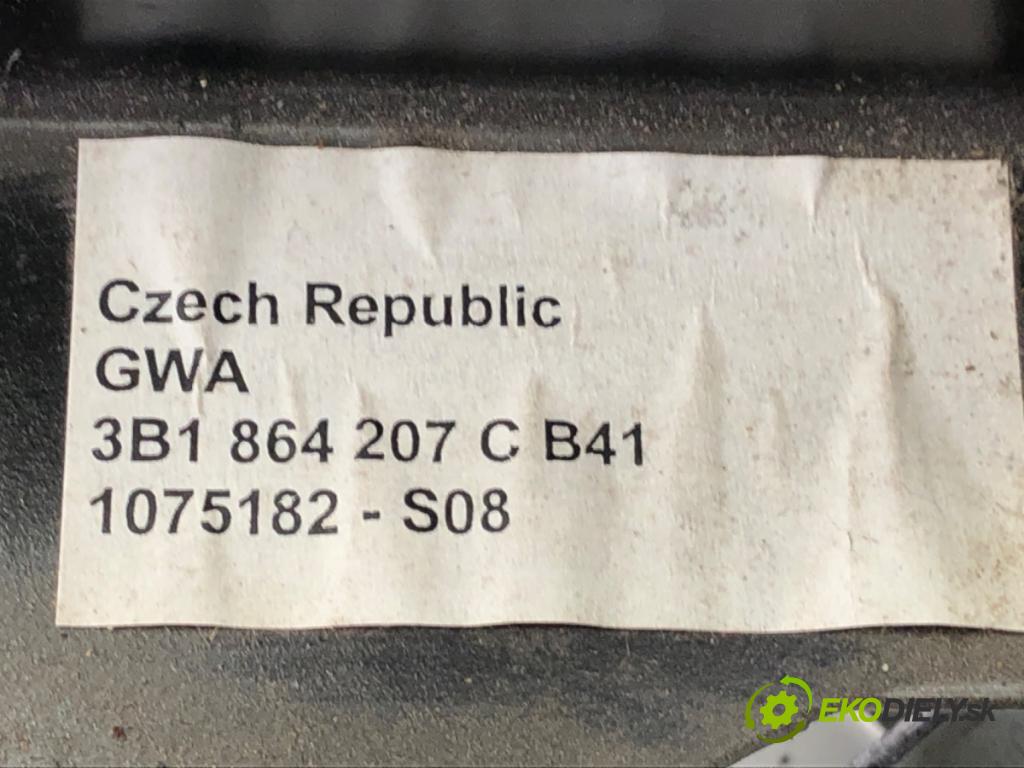 Czech Republic
GWA
3B1 864 207 C B41
1075182 - S08
EKODIELY.sk